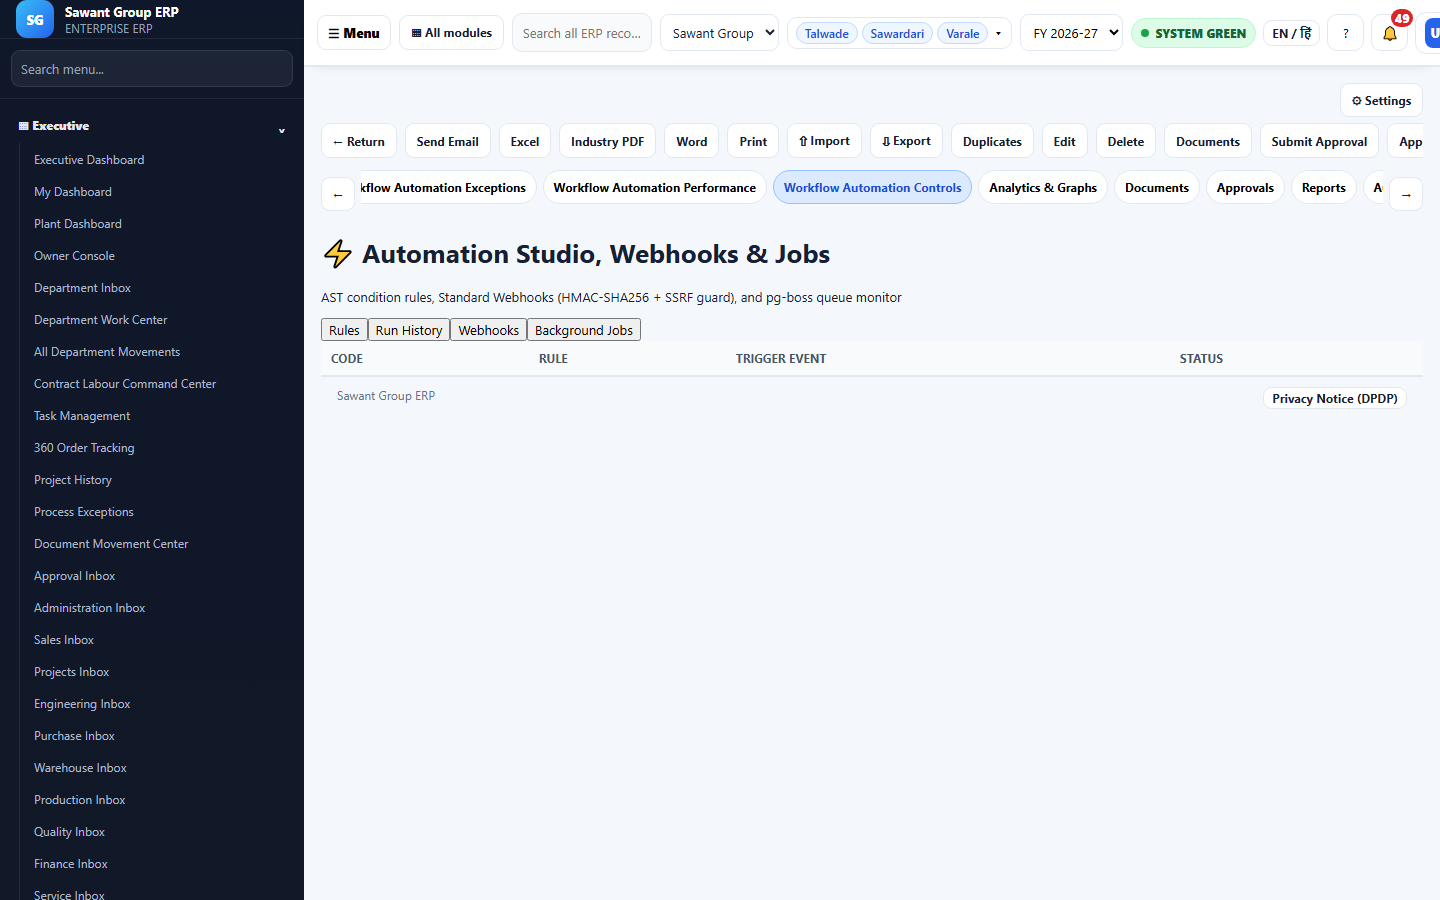 SG
Sawant Group ERP
ENTERPRISE ERP
Search menu...
Executive
Executive Dashboard
My Dashboard
Plant Dashboard
Owner Console
Department Inbox
Department Work Center
All Department Movements
Contract Labour Command Center
Task Management
360 Order Tracking
Project History
Process Exceptions
Document Movement Center
Approval Inbox
Administration Inbox
Sales Inbox
Projects Inbox
Engineering Inbox
Purchase Inbox
Warehouse Inbox
Production Inbox
Quality Inbox
Finance Inbox
Service Inbox
☰ Menu All modules Search all ERP reco... Sawant Group Talwade Sawardari Varale FY 2026-27 SYSTEM GREEN EN / हिं ? 49 U
⚙ Settings
← Return Send Email Excel Industry PDF Word Print ⇧ Import ⇩ Export Duplicates Edit Delete Documents Submit Approval App
← kflow Automation Exceptions Workflow Automation Performance Workflow Automation Controls Analytics & Graphs Documents Approvals Reports A →
⚡ Automation Studio, Webhooks & Jobs
AST condition rules, Standard Webhooks (HMAC-SHA256 + SSRF guard), and pg-boss queue monitor
Rules Run History Webhooks Background Jobs
CODE RULE TRIGGER EVENT STATUS
Sawant Group ERP Privacy Notice (DPDP)